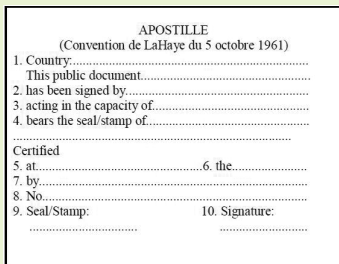 APOSTILLE
(Convention de LaHaye du 5 octobre 1961)
1. Country:.............................................................
This public document............................................
2. has been signed by...............................................
3. acting in the capacity of.........................................
4. bears the seal/stamp of..........................................
........................................................................
Certified
5. at...........................................6. the....................
7. by.....................................................................
8. No.....................................................................
9. Seal/Stamp: 10. Signature:
............................ .......................